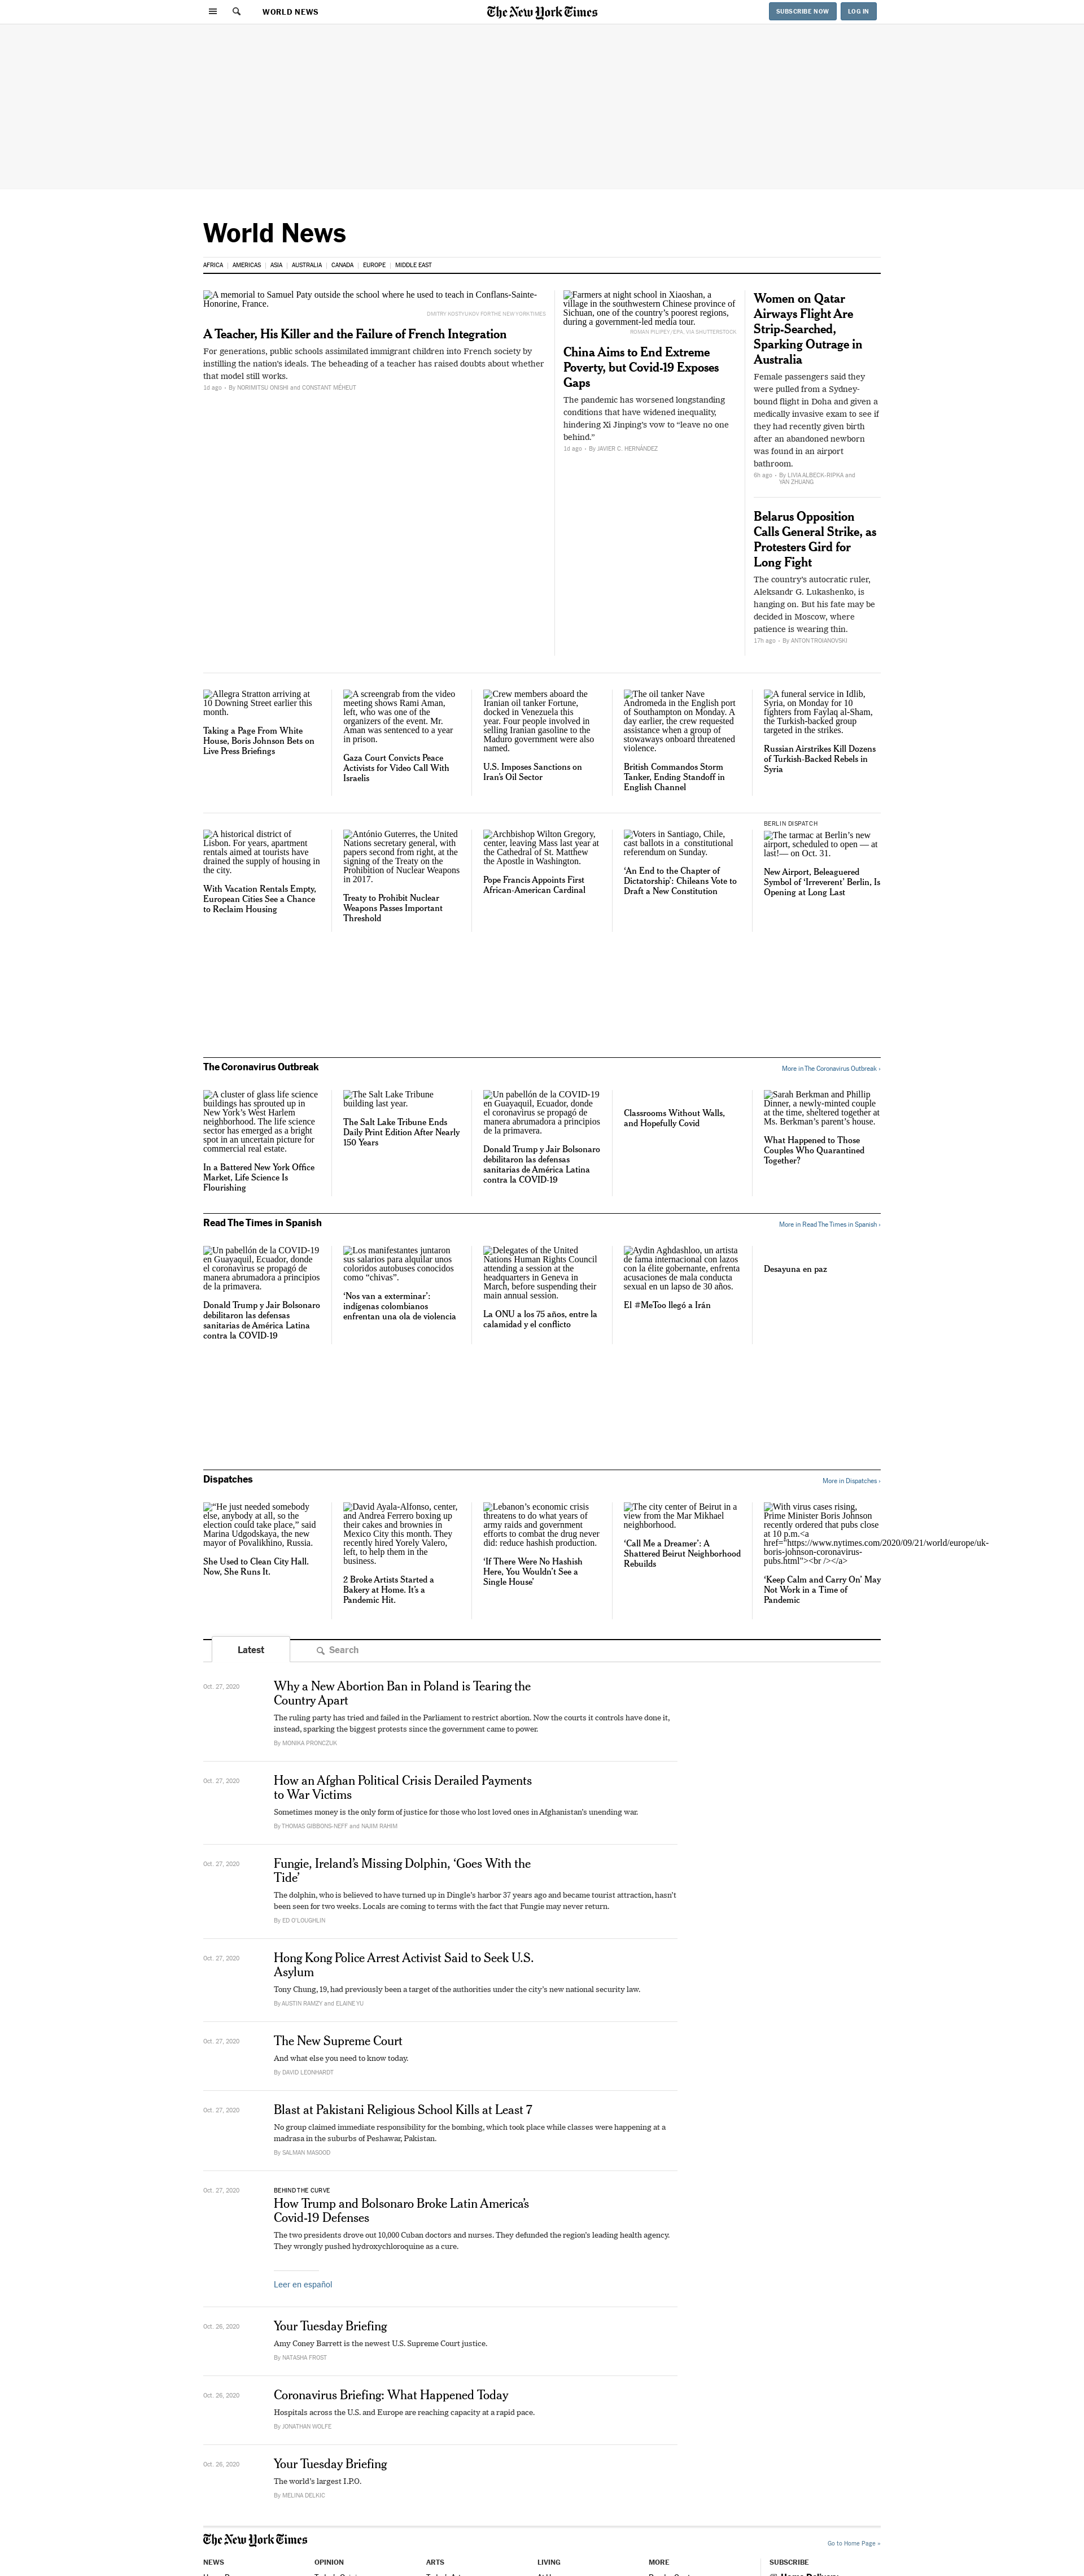 WORLD NEWS
The New York Times
SUBSCRIBE NOW
LOG IN
World News
AFRICA
AMERICAS
ASIA
AUSTRALIA
CANADA
EUROPE
MIDDLE EAST
A memorial to Samuel Paty outside the school where he used to teach in Conflans-Sainte-
Honorine, France.
DMITRY KOSTYUKOV FOR THE NEW YORK TIMES
A Teacher, His Killer and the Failure of French Integration
For generations, public schools assimilated immigrant children into French society by
instilling the nation's ideals. The beheading of a teacher has raised doubts about whether
that model still works.
1d ago • By NORIMITSU ONISHI and CONSTANT MÉHEUT
Farmers at night school in Xiaoshan, a
village in the southwestern Chinese province of
Sichuan, one of the country's poorest regions,
during a government-led media tour.
ROMAN PILIPEY/EPA, VIA SHUTTERSTOCK
China Aims to End Extreme
Poverty, but Covid-19 Exposes
Gaps
The pandemic has worsened longstanding
conditions that have widened inequality,
hindering Xi Jinping's vow to “leave no one
behind.”
1d ago • By JAVIER C. HERNÁNDEZ
Women on Qatar
Airways Flight Are
Strip-Searched,
Sparking Outrage in
Australia
Female passengers said they
were pulled from a Sydney-
bound flight in Doha and given a
medically invasive exam to see if
they had recently given birth
after an abandoned newborn
was found in an airport
bathroom.
6h ago • By LIVIA ALBECK-RIPKA and
YAN ZHUANG
Belarus Opposition
Calls General Strike, as
Protesters Gird for
Long Fight
The country's autocratic ruler,
Aleksandr G. Lukashenko, is
hanging on. But his fate may be
decided in Moscow, where
patience is wearing thin.
17h ago • By ANTON TROIANOVSKI
Allegra Stratton arriving at
10 Downing Street earlier this
month.
Taking a Page From White
House, Boris Johnson Bets on
Live Press Briefings
A screengrab from the video
meeting shows Rami Aman,
left, who was one of the
organizers of the event. Mr.
Aman was sentenced to a year
in prison.
Gaza Court Convicts Peace
Activists for Video Call With
Israelis
Crew members aboard the
Iranian oil tanker Fortune,
docked in Venezuela this
year. Four people involved in
selling Iranian gasoline to the
Maduro government were also
named.
U.S. Imposes Sanctions on
Iran's Oil Sector
The oil tanker Nave
Andromeda in the English port
of Southampton on Monday. A
day earlier, the crew requested
assistance when a group of
stowaways onboard threatened
violence.
British Commandos Storm
Tanker, Ending Standoff in
English Channel
A funeral service in Idlib,
Syria, on Monday for 10
fighters from Faylaq al-Sham,
the Turkish-backed group
targeted in the strikes.
Russian Airstrikes Kill Dozens
of Turkish-Backed Rebels in
Syria
A historical district of
Lisbon. For years, apartment
rentals aimed at tourists have
drained the supply of housing in
the city.
With Vacation Rentals Empty,
European Cities See a Chance
to Reclaim Housing
António Guterres, the United
Nations secretary general, with
papers second from right, at the
signing of the Treaty on the
Prohibition of Nuclear Weapons
in 2017.
Treaty to Prohibit Nuclear
Weapons Passes Important
Threshold
Archbishop Wilton Gregory,
center, leaving Mass last year at
the Cathedral of St. Matthew
the Apostle in Washington.
Pope Francis Appoints First
African-American Cardinal
Voters in Santiago, Chile,
cast ballots in a constitutional
referendum on Sunday.
‘An End to the Chapter of
Dictatorship’: Chileans Vote to
Draft a New Constitution
BERLIN DISPATCH
The tarmac at Berlin's new
airport, scheduled to open — at
last!— on Oct. 31.
New Airport, Beleaguered
Symbol of ‘Irreverent’ Berlin, Is
Opening at Long Last
The Coronavirus Outbreak
More in The Coronavirus Outbreak ›
A cluster of glass life science
buildings has sprouted up in
New York's West Harlem
neighborhood. The life science
sector has emerged as a bright
spot in an uncertain picture for
commercial real estate.
In a Battered New York Office
Market, Life Science Is
Flourishing
The Salt Lake Tribune
building last year.
The Salt Lake Tribune Ends
Daily Print Edition After Nearly
150 Years
Un pabellón de la COVID-19
en Guayaquil, Ecuador, donde
el coronavirus se propagó de
manera abrumadora a principios
de la primavera.
Donald Trump y Jair Bolsonaro
debilitaron las defensas
sanitarias de América Latina
contra la COVID-19
Classrooms Without Walls,
and Hopefully Covid
Sarah Berkman and Phillip
Dinner, a newly-minted couple
at the time, sheltered together at
Ms. Berkman's parent's house.
What Happened to Those
Couples Who Quarantined
Together?
Read The Times in Spanish
More in Read The Times in Spanish ›
Un pabellón de la COVID-19
en Guayaquil, Ecuador, donde
el coronavirus se propagó de
manera abrumadora a principios
de la primavera.
Donald Trump y Jair Bolsonaro
debilitaron las defensas
sanitarias de América Latina
contra la COVID-19
Los manifestantes juntaron
sus salarios para alquilar unos
coloridos autobuses conocidos
como “chivas”.
‘Nos van a exterminar’:
indígenas colombianos
enfrentan una ola de violencia
Delegates of the United
Nations Human Rights Council
attending a session at the
headquarters in Geneva in
March, before suspending their
main annual session.
La ONU a los 75 años, entre la
calamidad y el conflicto
Aydin Aghdashloo, un artista
de fama internacional con lazos
con la élite gobernante, enfrenta
acusaciones de mala conducta
sexual en un lapso de 30 años.
El #MeToo llegó a Irán
Desayuna en paz
Dispatches
More in Dispatches ›
“He just needed somebody
else, anybody at all, so the
election could take place,” said
Marina Udgodskaya, the new
mayor of Povalikhino, Russia.
She Used to Clean City Hall.
Now, She Runs It.
David Ayala-Alfonso, center,
and Andrea Ferrero boxing up
their cakes and brownies in
Mexico City this month. They
recently hired Yorely Valero,
left, to help them in the
business.
2 Broke Artists Started a
Bakery at Home. It's a
Pandemic Hit.
Lebanon's economic crisis
threatens to do what years of
army raids and government
efforts to combat the drug never
did: reduce hashish production.
‘If There Were No Hashish
Here, You Wouldn't See a
Single House’
The city center of Beirut in a
view from the Mar Mikhael
neighborhood.
‘Call Me a Dreamer’: A
Shattered Beirut Neighborhood
Rebuilds
With virus cases rising,
Prime Minister Boris Johnson
recently ordered that pubs close
at 10 p.m.<a
href="https://www.nytimes.com/2020/09/21/world/europe/uk-
boris-johnson-coronavirus-
pubs.html"><br /></a>
‘Keep Calm and Carry On’ May
Not Work in a Time of
Pandemic
Latest
Search
Oct. 27, 2020
Why a New Abortion Ban in Poland is Tearing the
Country Apart
The ruling party has tried and failed in the Parliament to restrict abortion. Now the courts it controls have done it,
instead, sparking the biggest protests since the government came to power.
By MONIKA PRONCZUK
Oct. 27, 2020
How an Afghan Political Crisis Derailed Payments
to War Victims
Sometimes money is the only form of justice for those who lost loved ones in Afghanistan's unending war.
By THOMAS GIBBONS-NEFF and NAJIM RAHIM
Oct. 27, 2020
Fungie, Ireland's Missing Dolphin, ‘Goes With the
Tide’
The dolphin, who is believed to have turned up in Dingle's harbor 37 years ago and became tourist attraction, hasn't
been seen for two weeks. Locals are coming to terms with the fact that Fungie may never return.
By ED O'LOUGHLIN
Oct. 27, 2020
Hong Kong Police Arrest Activist Said to Seek U.S.
Asylum
Tony Chung, 19, had previously been a target of the authorities under the city's new national security law.
By AUSTIN RAMZY and ELAINE YU
Oct. 27, 2020
The New Supreme Court
And what else you need to know today.
By DAVID LEONHARDT
Oct. 27, 2020
Blast at Pakistani Religious School Kills at Least 7
No group claimed immediate responsibility for the bombing, which took place while classes were happening at a
madrasa in the suburbs of Peshawar, Pakistan.
By SALMAN MASOOD
Oct. 27, 2020
BEHIND THE CURVE
How Trump and Bolsonaro Broke Latin America's
Covid-19 Defenses
The two presidents drove out 10,000 Cuban doctors and nurses. They defunded the region's leading health agency.
They wrongly pushed hydroxychloroquine as a cure.
Leer en español
Oct. 26, 2020
Your Tuesday Briefing
Amy Coney Barrett is the newest U.S. Supreme Court justice.
By NATASHA FROST
Oct. 26, 2020
Coronavirus Briefing: What Happened Today
Hospitals across the U.S. and Europe are reaching capacity at a rapid pace.
By JONATHAN WOLFE
Oct. 26, 2020
Your Tuesday Briefing
The world's largest I.P.O.
By MELINA DELKIC
The New York Times
Go to Home Page »
NEWS
OPINION
ARTS
LIVING
MORE
SUBSCRIBE